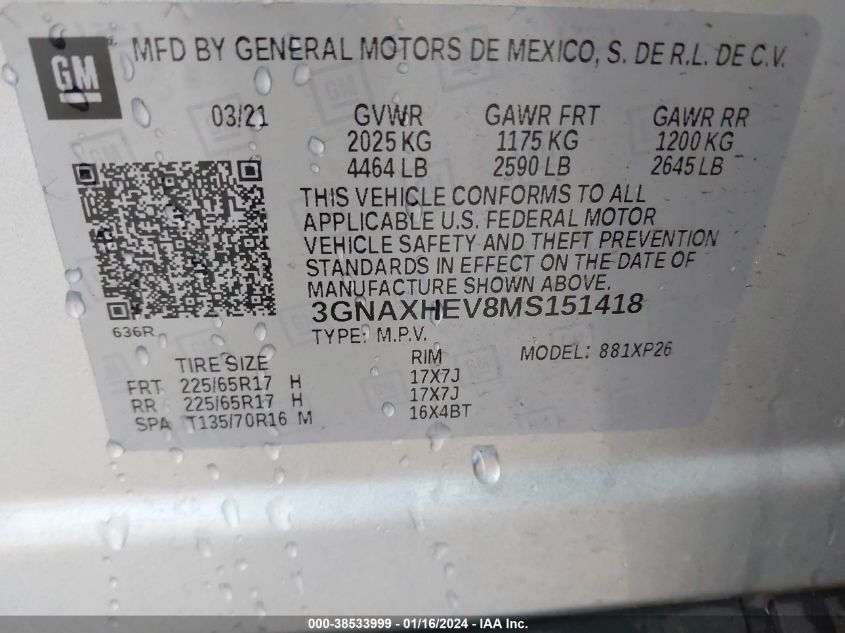 GM
MFD BY GENERAL MOTORS DE MEXICO, S. DE R.L. DE C.V.
03/21 GVWR GAWR FRT GAWR RR
2025 KG 1175 KG 1200 KG
4464 LB 2590 LB 2645 LB
THIS VEHICLE CONFORMS TO ALL
APPLICABLE U.S. FEDERAL MOTOR
VEHICLE SAFETY AND THEFT PREVENTION
STANDARDS IN EFFECT ON THE DATE OF
MANUFACTURE SHOWN ABOVE.
3GNAXHEV8MS151418
636R
TYPE: M.P.V.
MODEL: 881XP26
TIRE SIZE RIM
FRT 225/65R17 H 17X7J
RR 225/65R17 H 17X7J
SPA T135/70R16 M 16X4BT
000-38533999 - 01/16/2024 - IAA Inc.